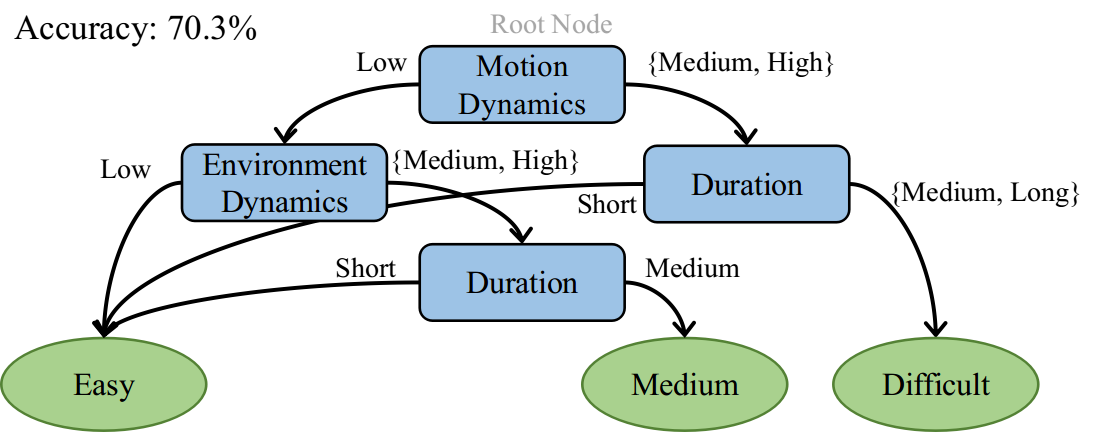 Accuracy: 70.3%
Root Node
Low
Motion
Dynamics
{Medium, High}
Low
Environment
Dynamics
{Medium, High}
Short
Duration
{Medium, Long}
Short
Duration
Medium
Easy
Medium
Difficult